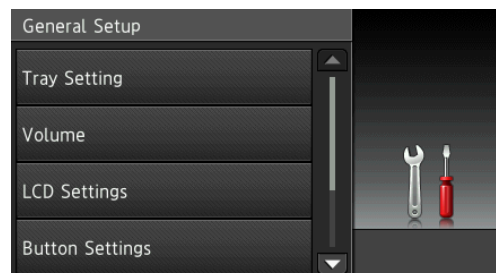 General Setup
Tray Setting
Volume
LCD Settings
Button Settings